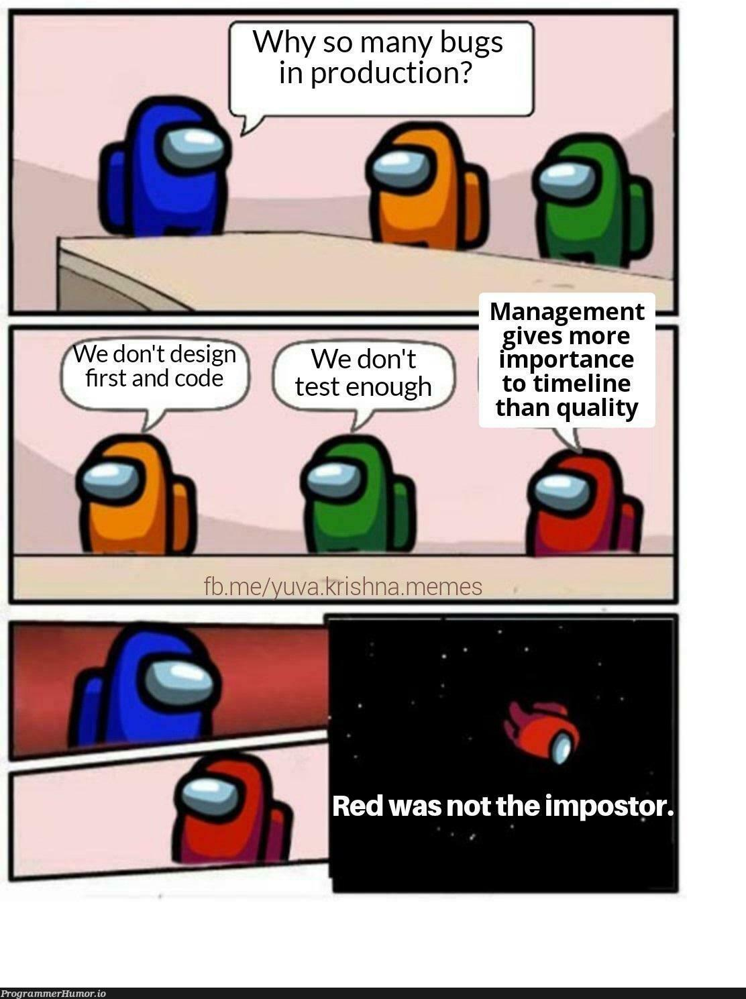 Why so many bugs
in production?
We don't design
first and code
We don't
test enough
Management
gives more
importance
to timeline
than quality
fb.me/yuva.krishna.memes
Red was not the impostor.
ProgrammerHumor.io